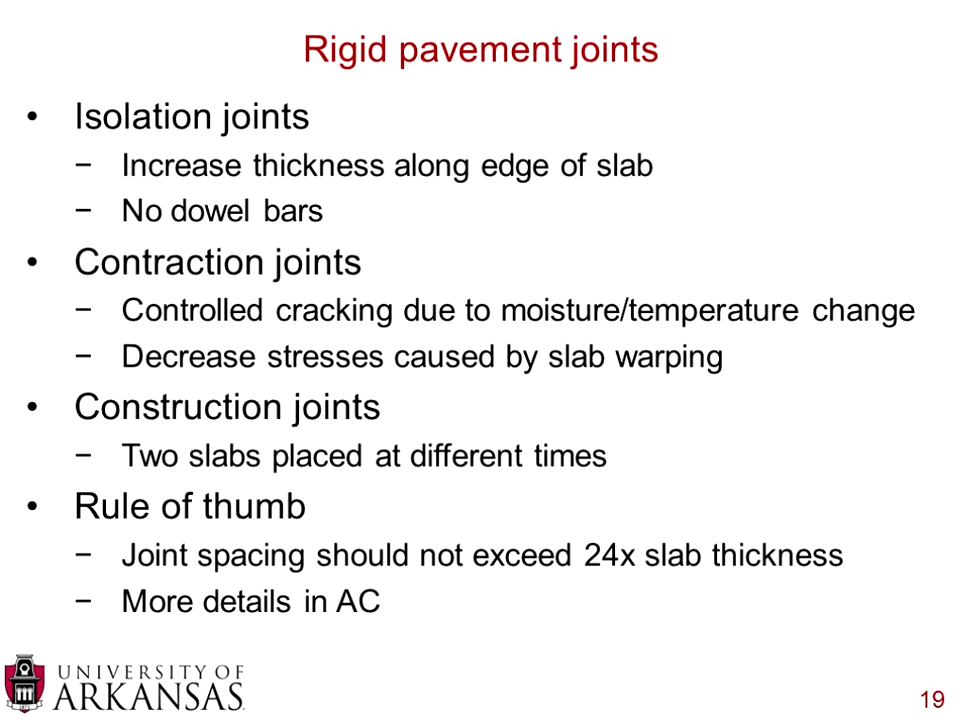 Rigid pavement joints
• Isolation joints
− Increase thickness along edge of slab
− No dowel bars
• Contraction joints
− Controlled cracking due to moisture/temperature change
− Decrease stresses caused by slab warping
• Construction joints
− Two slabs placed at different times
• Rule of thumb
− Joint spacing should not exceed 24x slab thickness
− More details in AC
UNIVERSITY OF
ARKANSAS
19